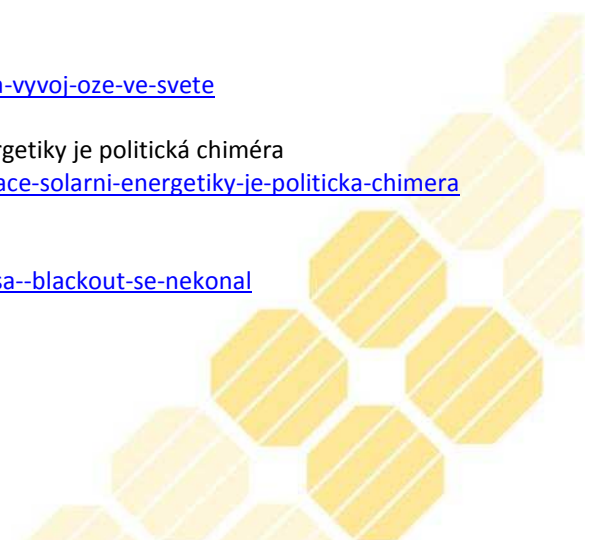 -vyvoj-oze-ve-svete
rgetiky je politická chiméra
ace-solarni-energetiky-je-politicka-chimera
sa--blackout-se-nekonal